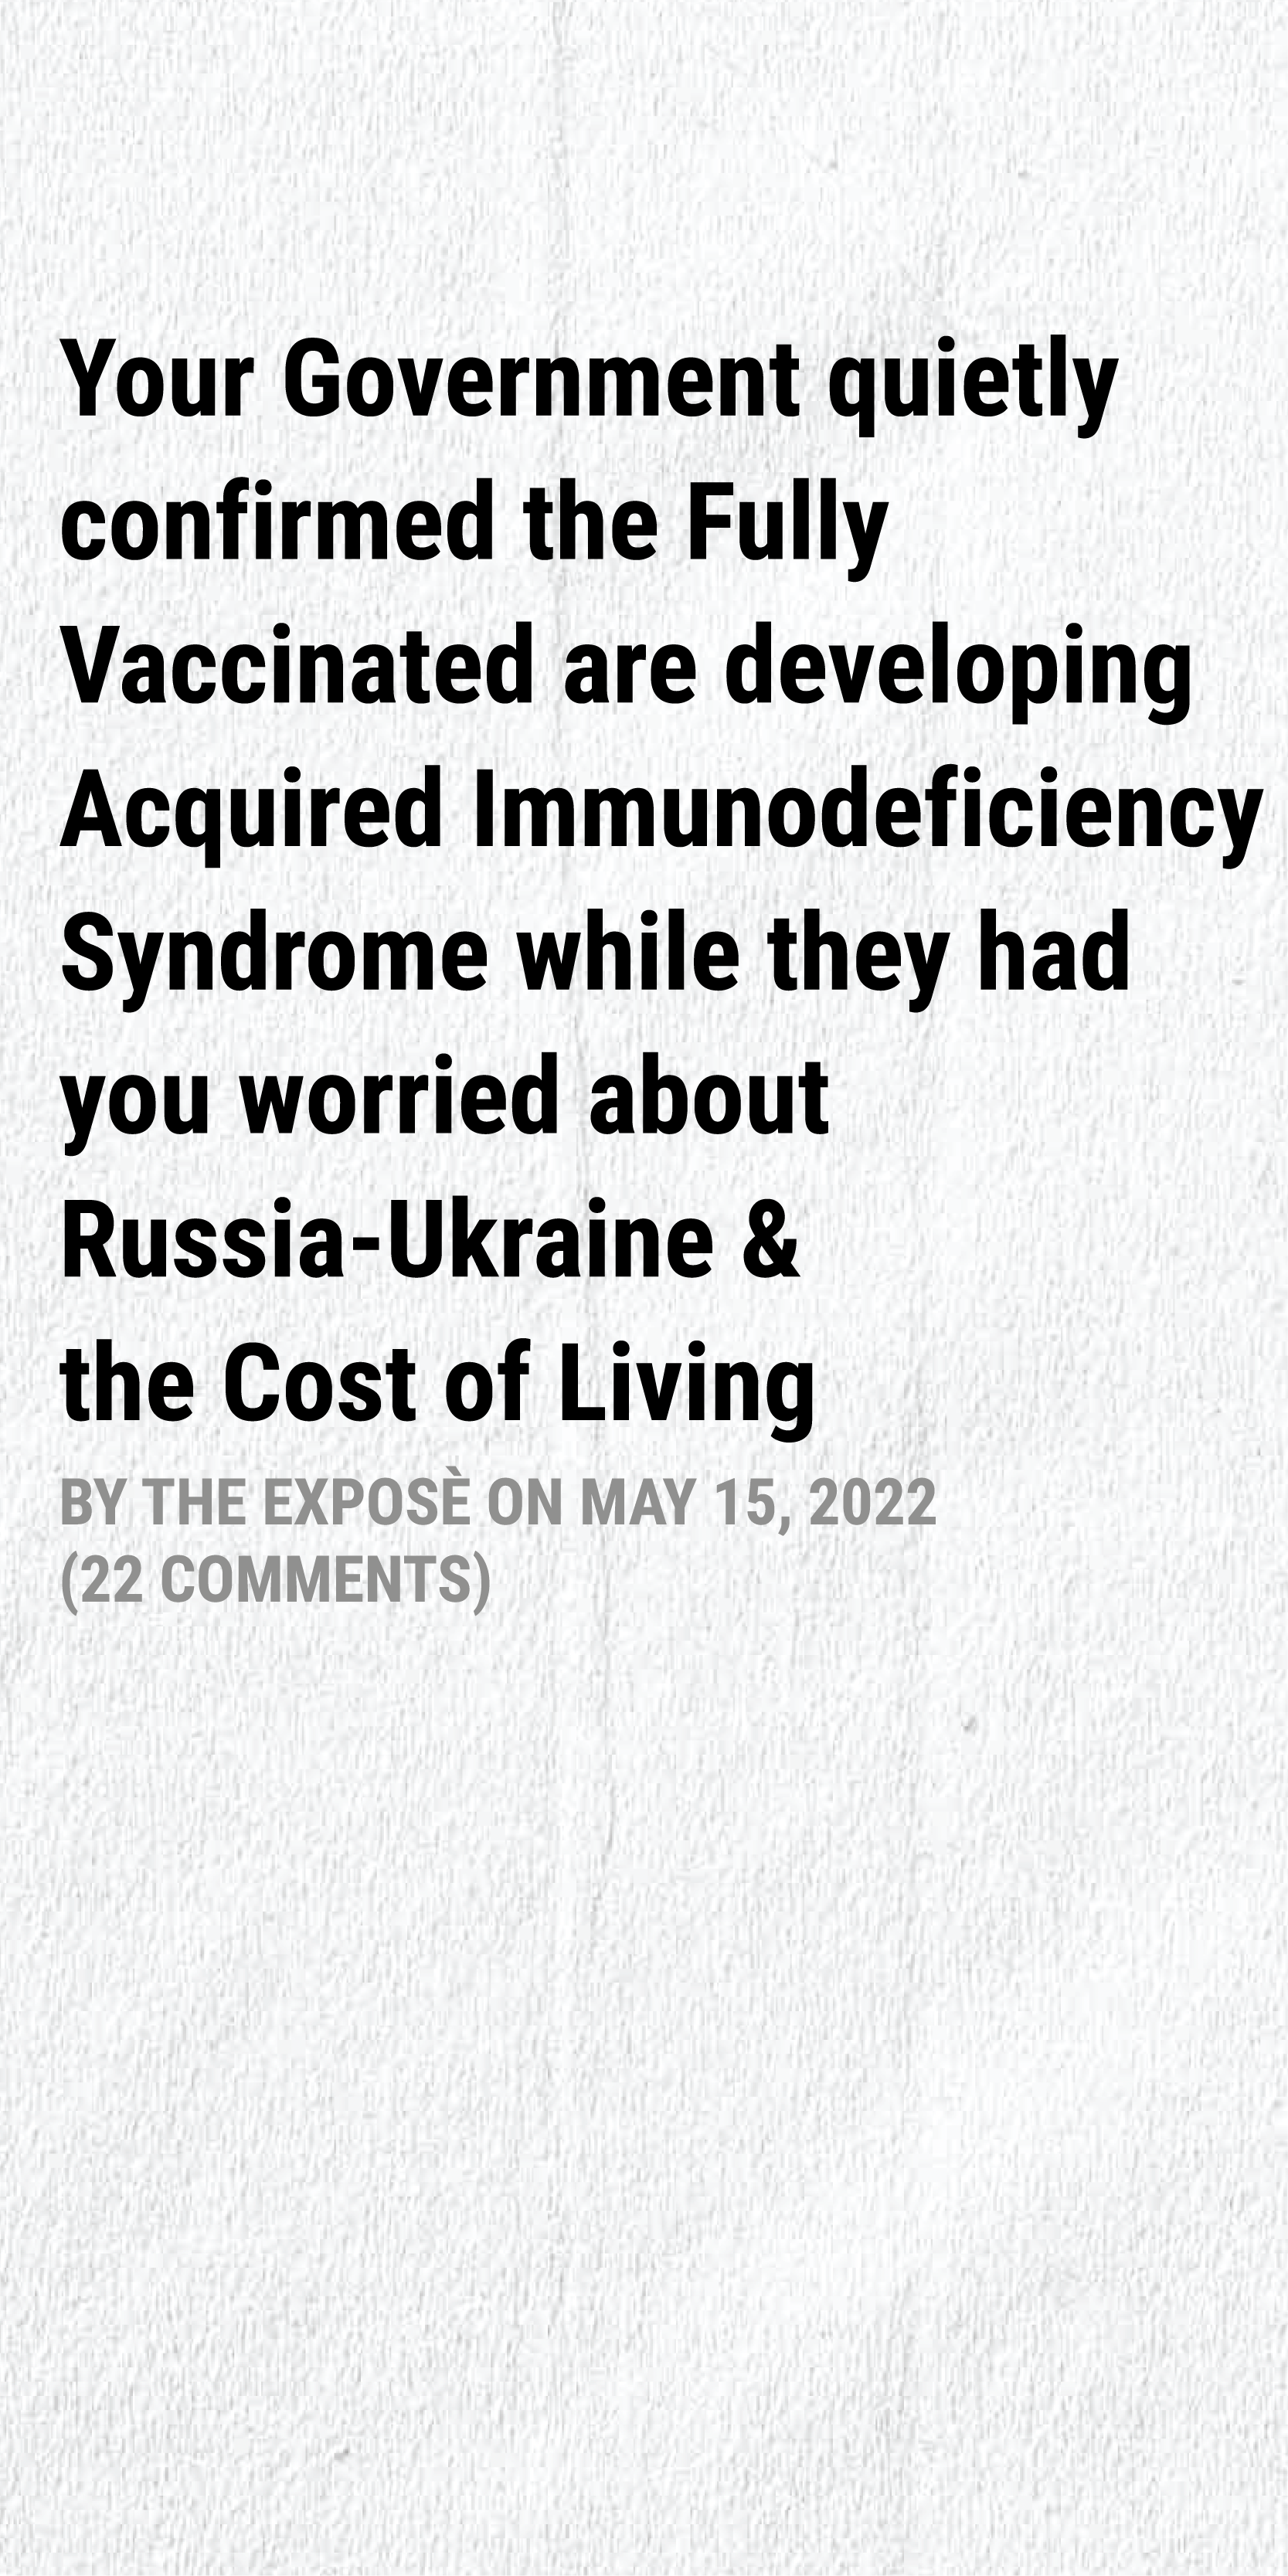 Your Government quietly
confirmed the Fully
Vaccinated are developing
Acquired Immunodeficiency
Syndrome while they had
you worried about
Russia-Ukraine &
the Cost of Living
BY THE EXPOSÈ ON MAY 15, 2022
(22 COMMENTS)